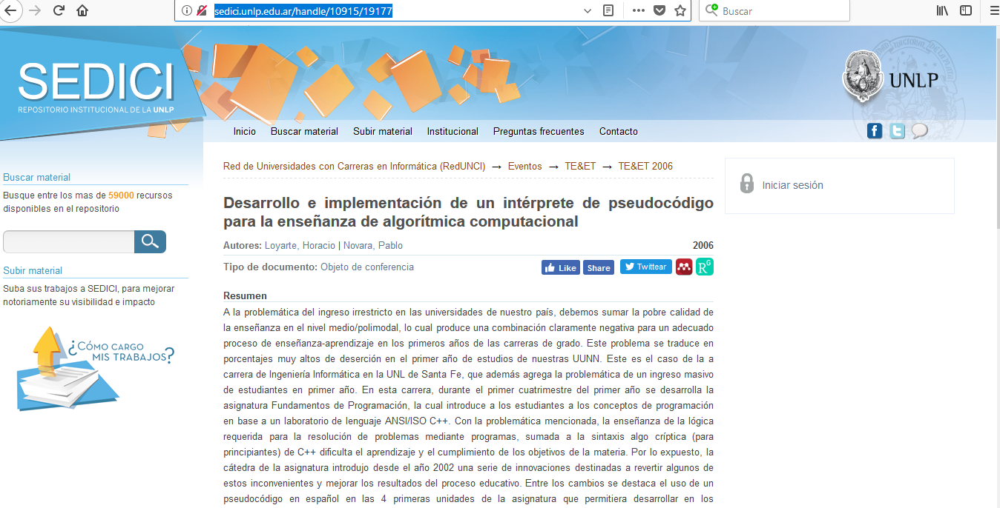 sedici.unlp.edu.ar/handle/10915/19177
Buscar
SEDICI
REPOSITORIO INSTITUCIONAL DE LA UNLP
UNLP
Inicio Buscar material Subir material Institucional Preguntas frecuentes Contacto
Buscar material
Busque entre los mas de 59000 recursos
disponibles en el repositorio
Subir material
Suba sus trabajos a SEDICI, para mejorar
notoriamente su visibilidad e impacto
¿CÓMO CARGO
MIS TRABAJOS?
Red de Universidades con Carreras en Informática (RedUNCI) → Eventos → TE&ET → TE&ET 2006
Desarrollo e implementación de un intérprete de pseudocódigo
para la enseñanza de algorítmica computacional
Autores: Loyarte, Horacio | Novara, Pablo 2006
Tipo de documento: Objeto de conferencia
Like Share Twittear RG
Resumen
A la problemática del ingreso irrestricto en las universidades de nuestro país, debemos sumar la pobre calidad de
la enseñanza en el nivel medio/polimodal, lo cual produce una combinación claramente negativa para un adecuado
proceso de enseñanza-aprendizaje en los primeros años de las carreras de grado. Este problema se traduce en
porcentajes muy altos de deserción en el primer año de estudios de nuestras UUNN. Este es el caso de la a
carrera de Ingeniería Informática en la UNL de Santa Fe, que además agrega la problemática de un ingreso masivo
de estudiantes en primer año. En esta carrera, durante el primer cuatrimestre del primer año se desarrolla la
asignatura Fundamentos de Programación, la cual introduce a los estudiantes a los conceptos de programación
en base a un laboratorio de lenguaje ANSI/ISO C++. Con la problemática mencionada, la enseñanza de la lógica
requerida para la resolución de problemas mediante programas, sumada a la sintaxis algo críptica (para
principiantes) de C++ dificulta el aprendizaje y el cumplimiento de los objetivos de la materia. Por lo expuesto, la
cátedra de la asignatura introdujo desde el año 2002 una serie de innovaciones destinadas a revertir algunos de
estos inconvenientes y mejorar los resultados del proceso educativo. Entre los cambios se destaca el uso de un
pseudocódigo en español en las 4 primeras unidades de la asignatura que permitiera desarrollar en los
Iniciar sesión